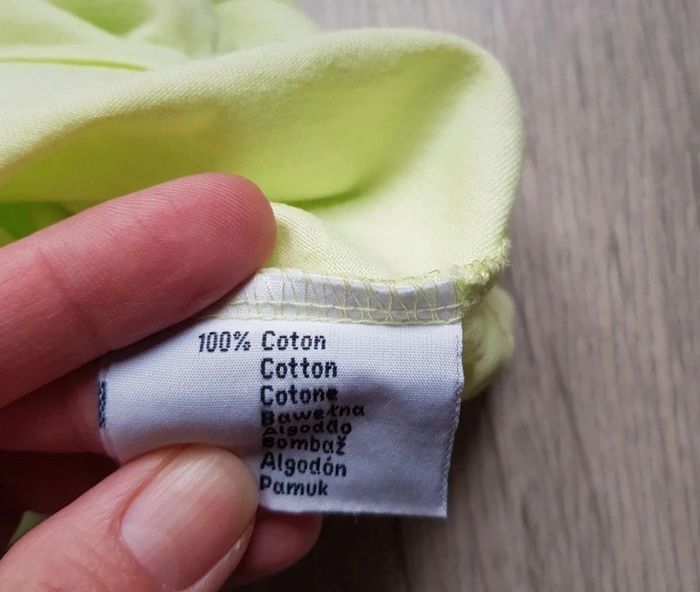 100% Coton
Cotton
Cotone
Bawełna
Algodão
Bombaž
Algodón
Pamuk